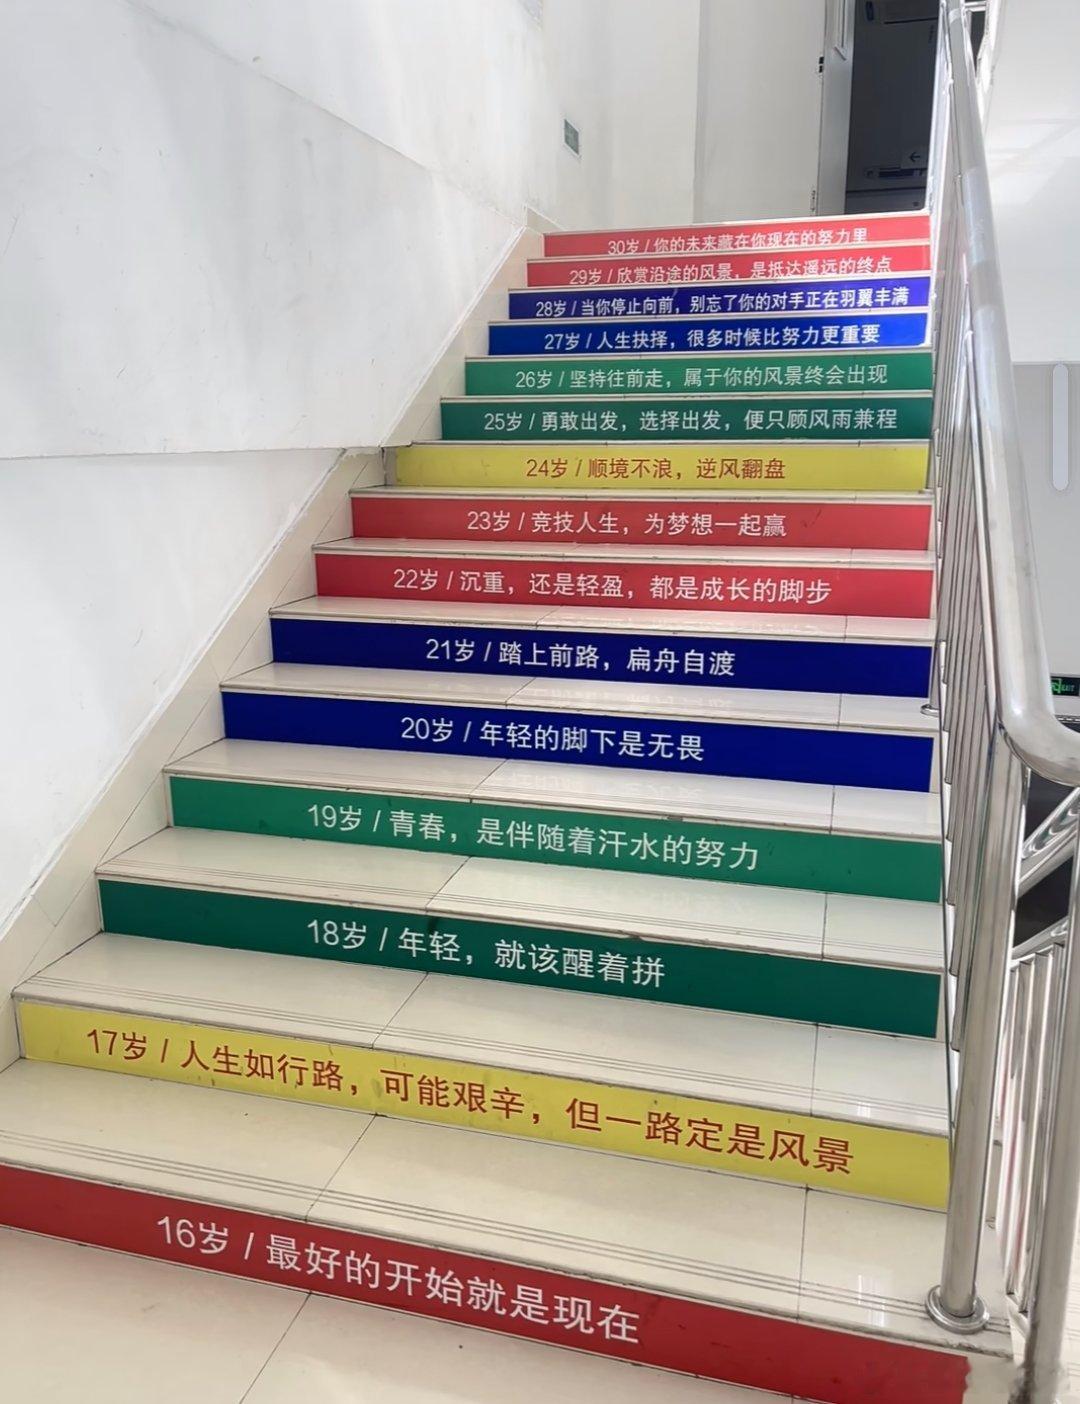 30岁 / 你的未来藏在你现在的努力里
29岁 / 欣赏沿途的风景，是抵达遥远的终点
28岁 / 当你停止向前，别忘了你的对手正在羽翼丰满
27岁 / 人生抉择，很多时候比努力更重要
26岁 / 坚持往前走，属于你的风景终会出现
25岁 / 勇敢出发，选择出发，便只顾风雨兼程
24岁 / 顺境不浪，逆风翻盘
23岁 / 竞技人生，为梦想一起赢
22岁 / 沉重，还是轻盈，都是成长的脚步
21岁 / 踏上前路，扁舟自渡
20岁 / 年轻的脚下是无畏
19岁 / 青春，是伴随着汗水的努力
18岁 / 年轻，就该醒着拼
17岁 / 人生如行路，可能艰辛，但一路定是风景
16岁 / 最好的开始就是现在
EXIT